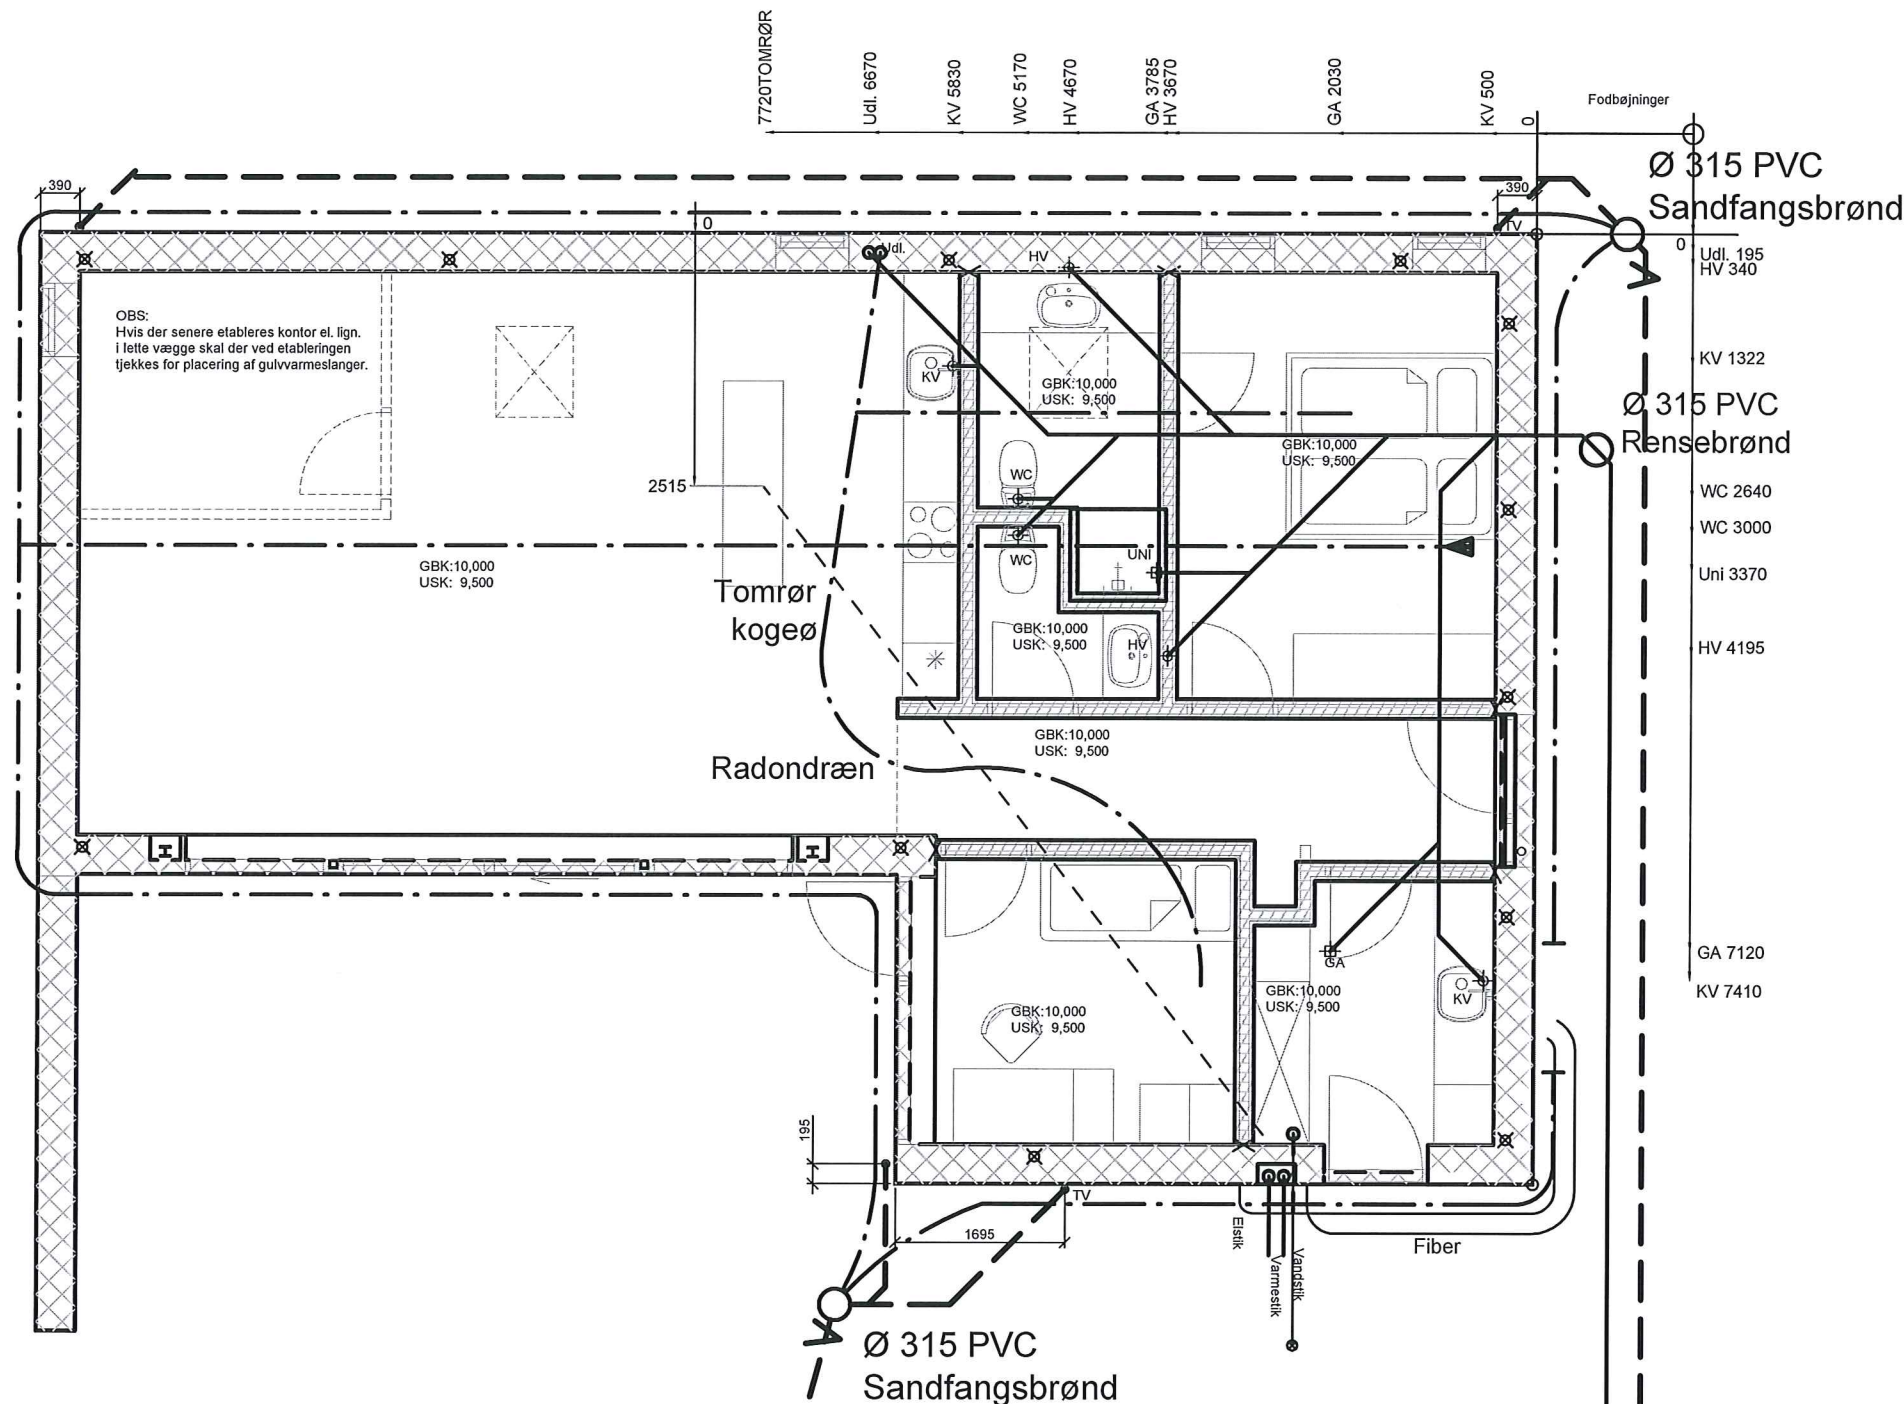 7720TOMRØR
Udl. 6670
KV 5830
WC 5170
HV 4670
GA 3785
HV 3670
GA 2030
KV 500
0
Fodbøjninger
Ø 315 PVC
Sandfangsbrønd
390
390
TV
0
0
Udl. 195
HV 340
Udl.
HV
OBS:
Hvis der senere etableres kontor el. lign.
i lette vægge skal der ved etableringen
tjekkes for placering af gulvvarmeslanger.
KV 1322
KV
GBK:10,000
USK: 9,500
Ø 315 PVC
Rensebrønd
GBK:10,000
USK: 9,500
2515
WC
WC 2640
WC 3000
WC
UNI
Uni 3370
GBK:10,000
USK: 9,500
Tomrør
kogeø
GBK:10,000
USK: 9,500
HV
HV 4195
GBK:10,000
USK: 9,500
Radondræn
GA
GA 7120
KV 7410
KV
GBK:10,000
USK: 9,500
GBK:10,000
USK: 9,500
195
TV
1695
Elstik
Varmestik
Vandstik
Fiber
Ø 315 PVC
Sandfangsbrønd